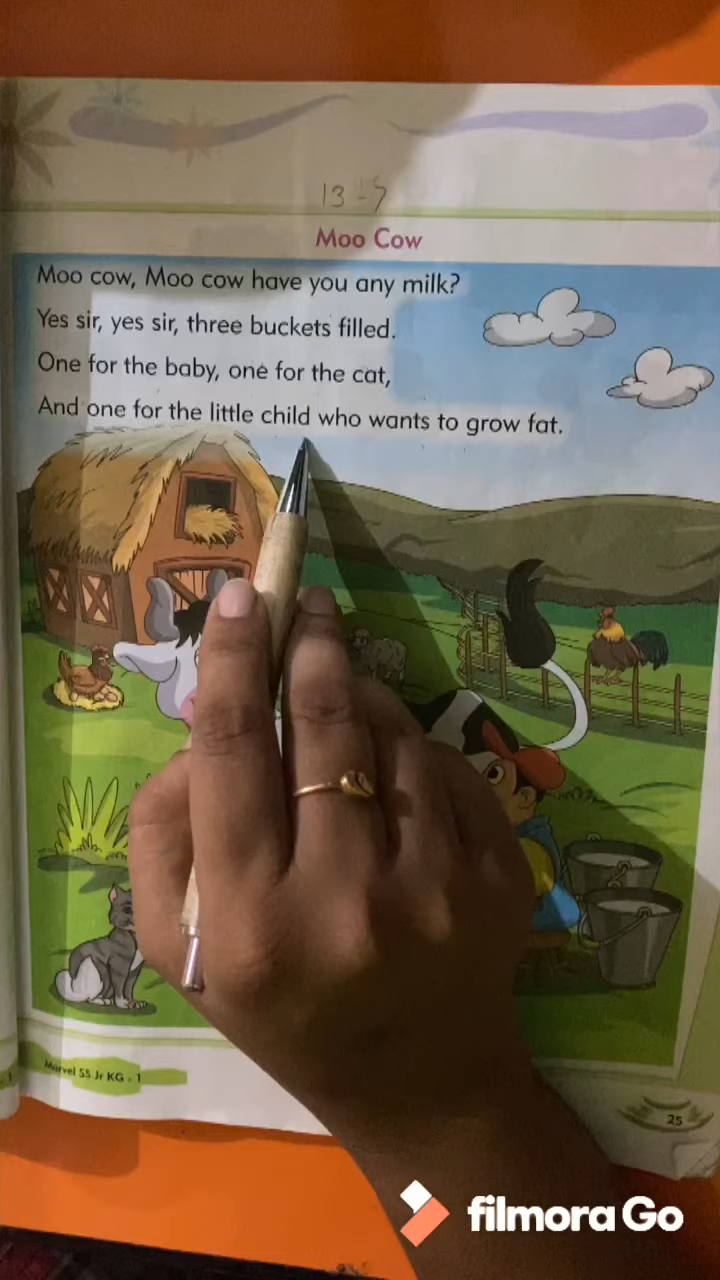 13-7
Moo Cow
Moo cow, Moo cow have you any milk?
Yes sir, yes sir, three buckets filled.
One for the baby, one for the cat,
And one for the little child who wants to grow fat.
Marvel SS Jr KG - 1
25
filmora Go